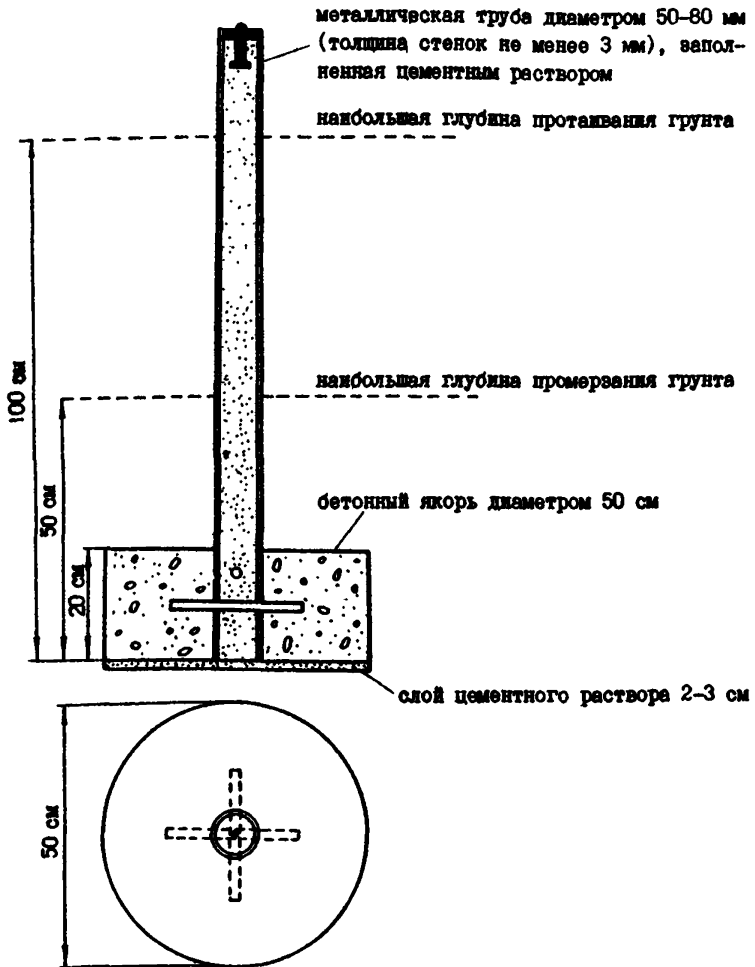 металлическая труба диаметром 50-80 мм
(толщина стенок не менее 3 мм), запол-
ненная цементным раствором
наибольшая глубина протаивания грунта
100 см
наибольшая глубина промерзания грунта
50 см
бетонный якорь диаметром 50 см
20 см
слой цементного раствора 2-3 см
50 см